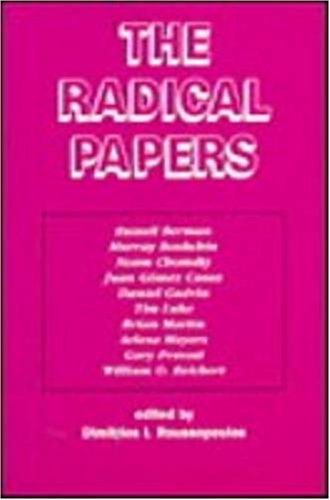 THE
RADICAL
PAPERS
Russell Berman
Murray Bookchin
Noam Chomsky
Juan Gómez Casas
Daniel Guérin
Tim Luke
Brian Martin
Arlene Meyers
Gary Prevost
William O. Reichert
edited by
Dimitrios I. Roussopoulos